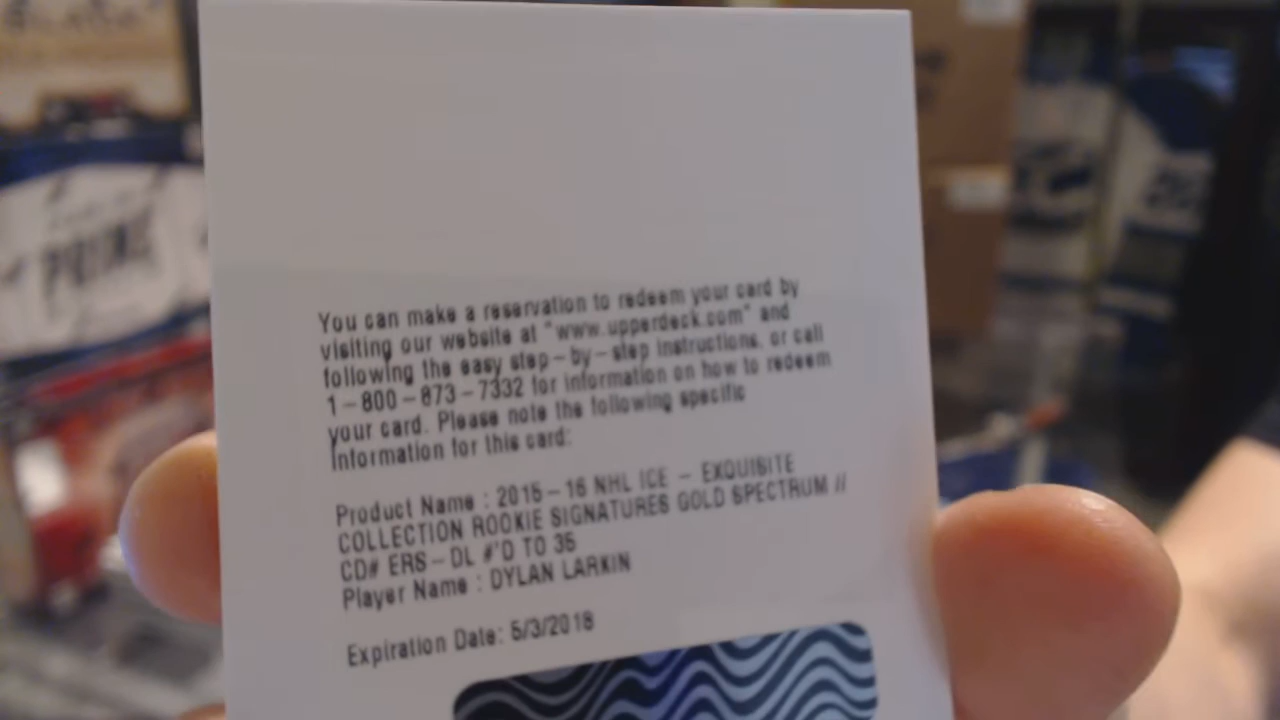 You can make a reservation to redeem your card by
visiting our website at "www.upperdeck.com" and
following the easy step-by-step instructions, or call
1-800-873-7332 for information on how to redeem
your card. Please note the following specific
information for this card:
Product Name : 2015-16 NHL ICE - EXQUISITE
COLLECTION ROOKIE SIGNATURES GOLD SPECTRUM //
CD# ERS-DL #'D TO 35
Player Name : DYLAN LARKIN
Expiration Date: 5/3/2018
PRIME